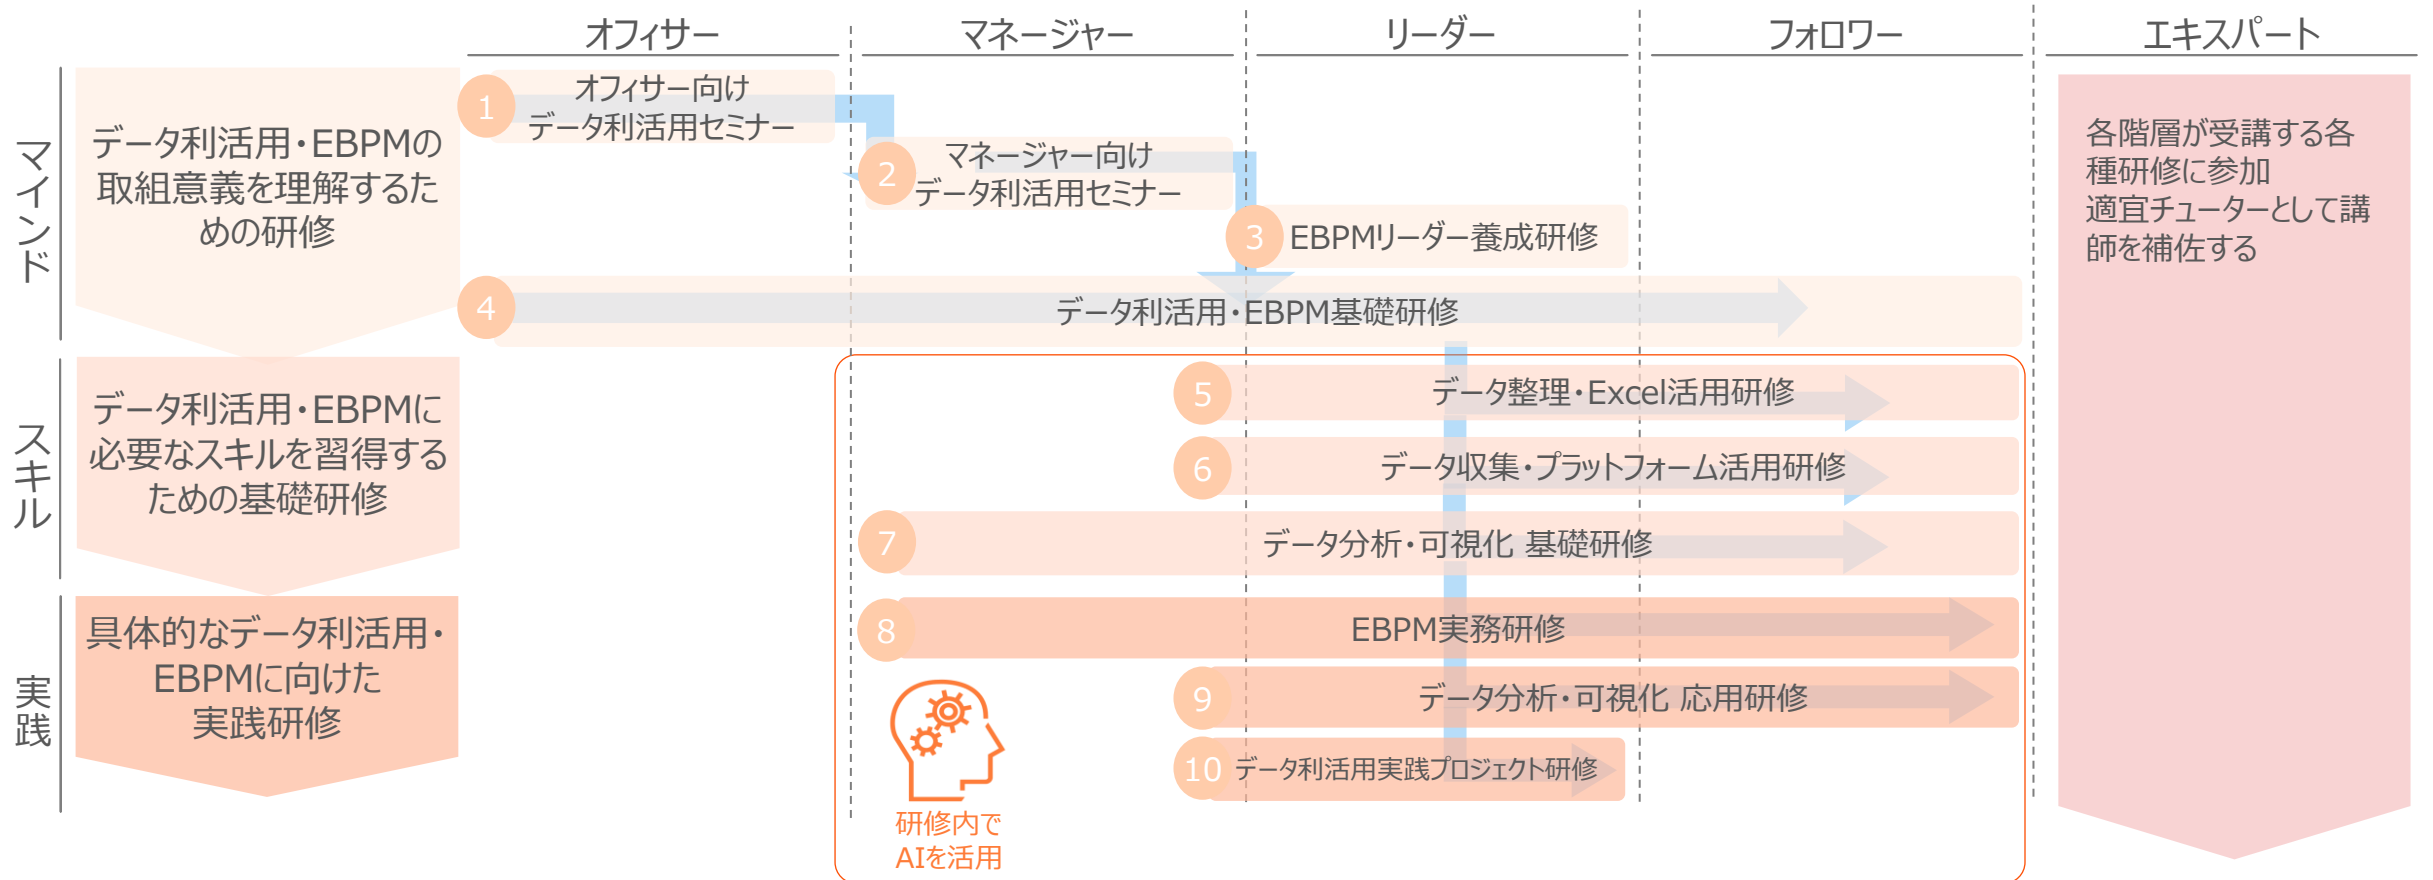 オフィサー
マネージャー
リーダー
フォロワー
エキスパート
マインド
データ利活用・EBPMの
取組意義を理解するた
めの研修
1
オフィサー向け
データ利活用セミナー
2
マネージャー向け
データ利活用セミナー
3
EBPMリーダー養成研修
4
データ利活用・EBPM基礎研修
各階層が受講する各
種研修に参加
適宜チューターとして講
師を補佐する
スキル
データ利活用・EBPMに
必要なスキルを習得する
ための基礎研修
5
データ整理・Excel活用研修
6
データ収集・プラットフォーム活用研修
7
データ分析・可視化 基礎研修
実践
具体的なデータ利活用・
EBPMに向けた
実践研修
8
EBPM実務研修
9
データ分析・可視化 応用研修
10
データ利活用実践プロジェクト研修
研修内で
AIを活用